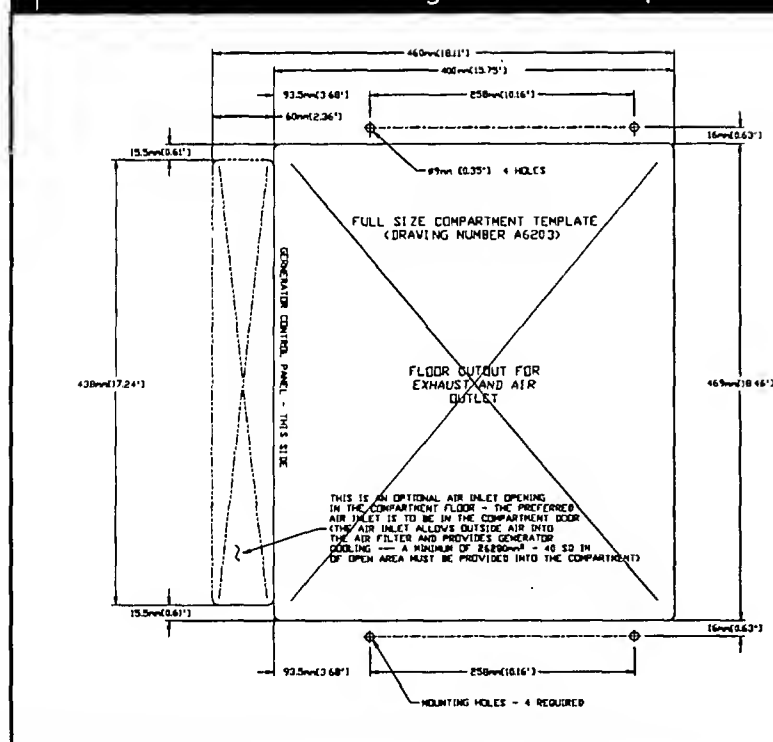 460mm[18.11"]
400mm[15.75"]
93.5mm[3.68"]
258mm[10.16"]
60mm[2.36"]
15.5mm[0.61"]
16mm[0.63"]
ø9mm [0.35"] 4 HOLES
FULL SIZE COMPARTMENT TEMPLATE
(DRAWING NUMBER A6203)
GERNERATOR CONTROL PANEL - THIS SIDE
438mm[17.24"]
FLOOR CUTOUT FOR
EXHAUST AND AIR
OUTLET
469mm[18.46"]
THIS IS AN OPTIONAL AIR INLET OPENING
IN THE COMPARTMENT FLOOR - THE PREFERRED
AIR INLET IS TO BE IN THE COMPARTMENT DOOR
(THE AIR INLET ALLOWS OUTSIDE AIR INTO
THE AIR FILTER AND PROVIDES GENERATOR
COOLING --- A MINIMUM OF 26280mm² - 40 SQ IN
OF OPEN AREA MUST BE PROVIDED INTO THE COMPARTMENT)
15.5mm[0.61"]
16mm[0.63"]
93.5mm[3.68"]
258mm[10.16"]
MOUNTING HOLES - 4 REQUIRED